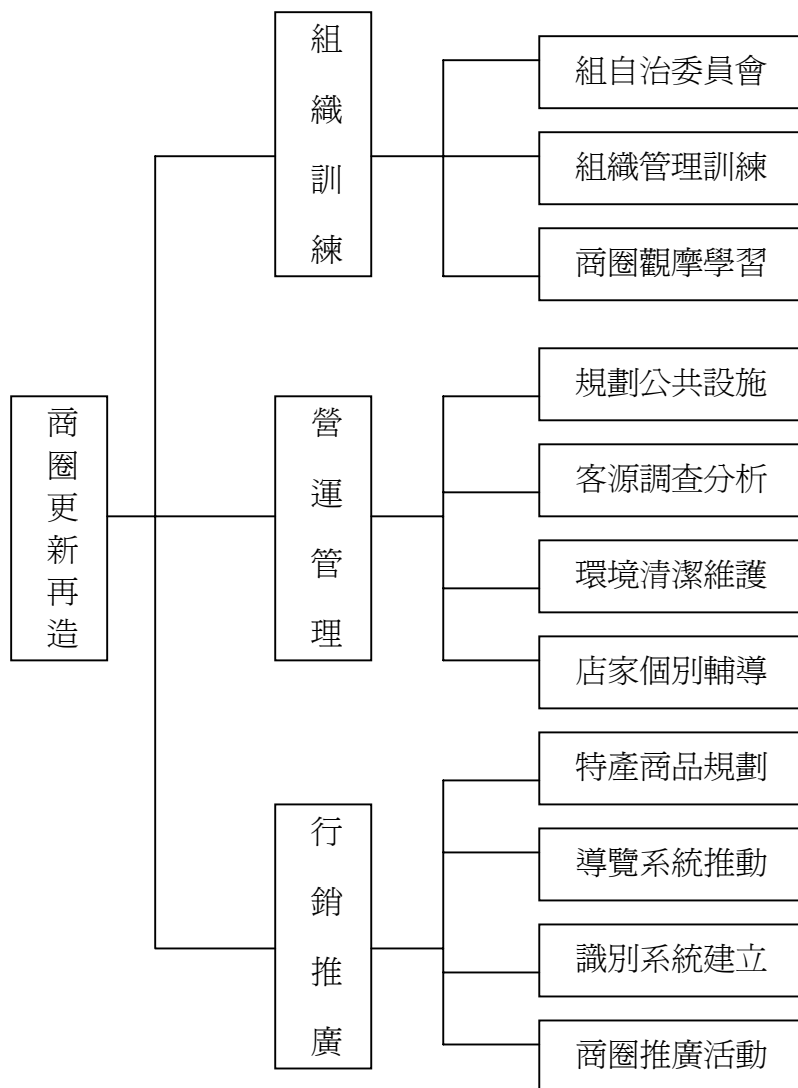 商圈更新再造
組織訓練
組自治委員會
組織管理訓練
商圈觀摩學習
營運管理
規劃公共設施
客源調查分析
環境清潔維護
店家個別輔導
行銷推廣
特產商品規劃
導覽系統推動
識別系統建立
商圈推廣活動